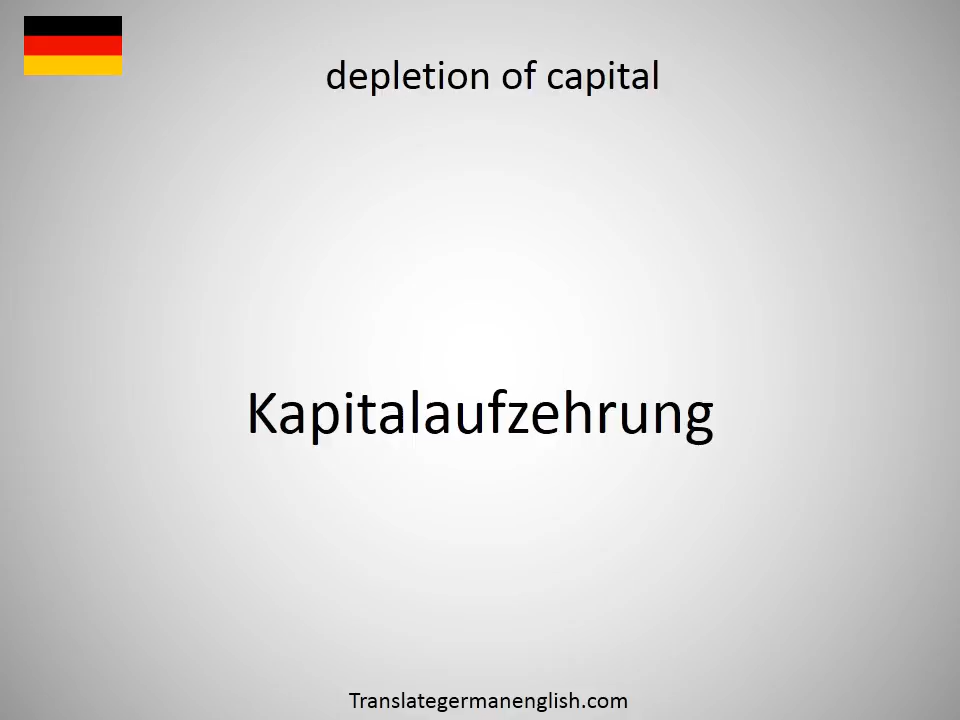 depletion of capital
Kapitalaufzehrung
Translategermanenglish.com